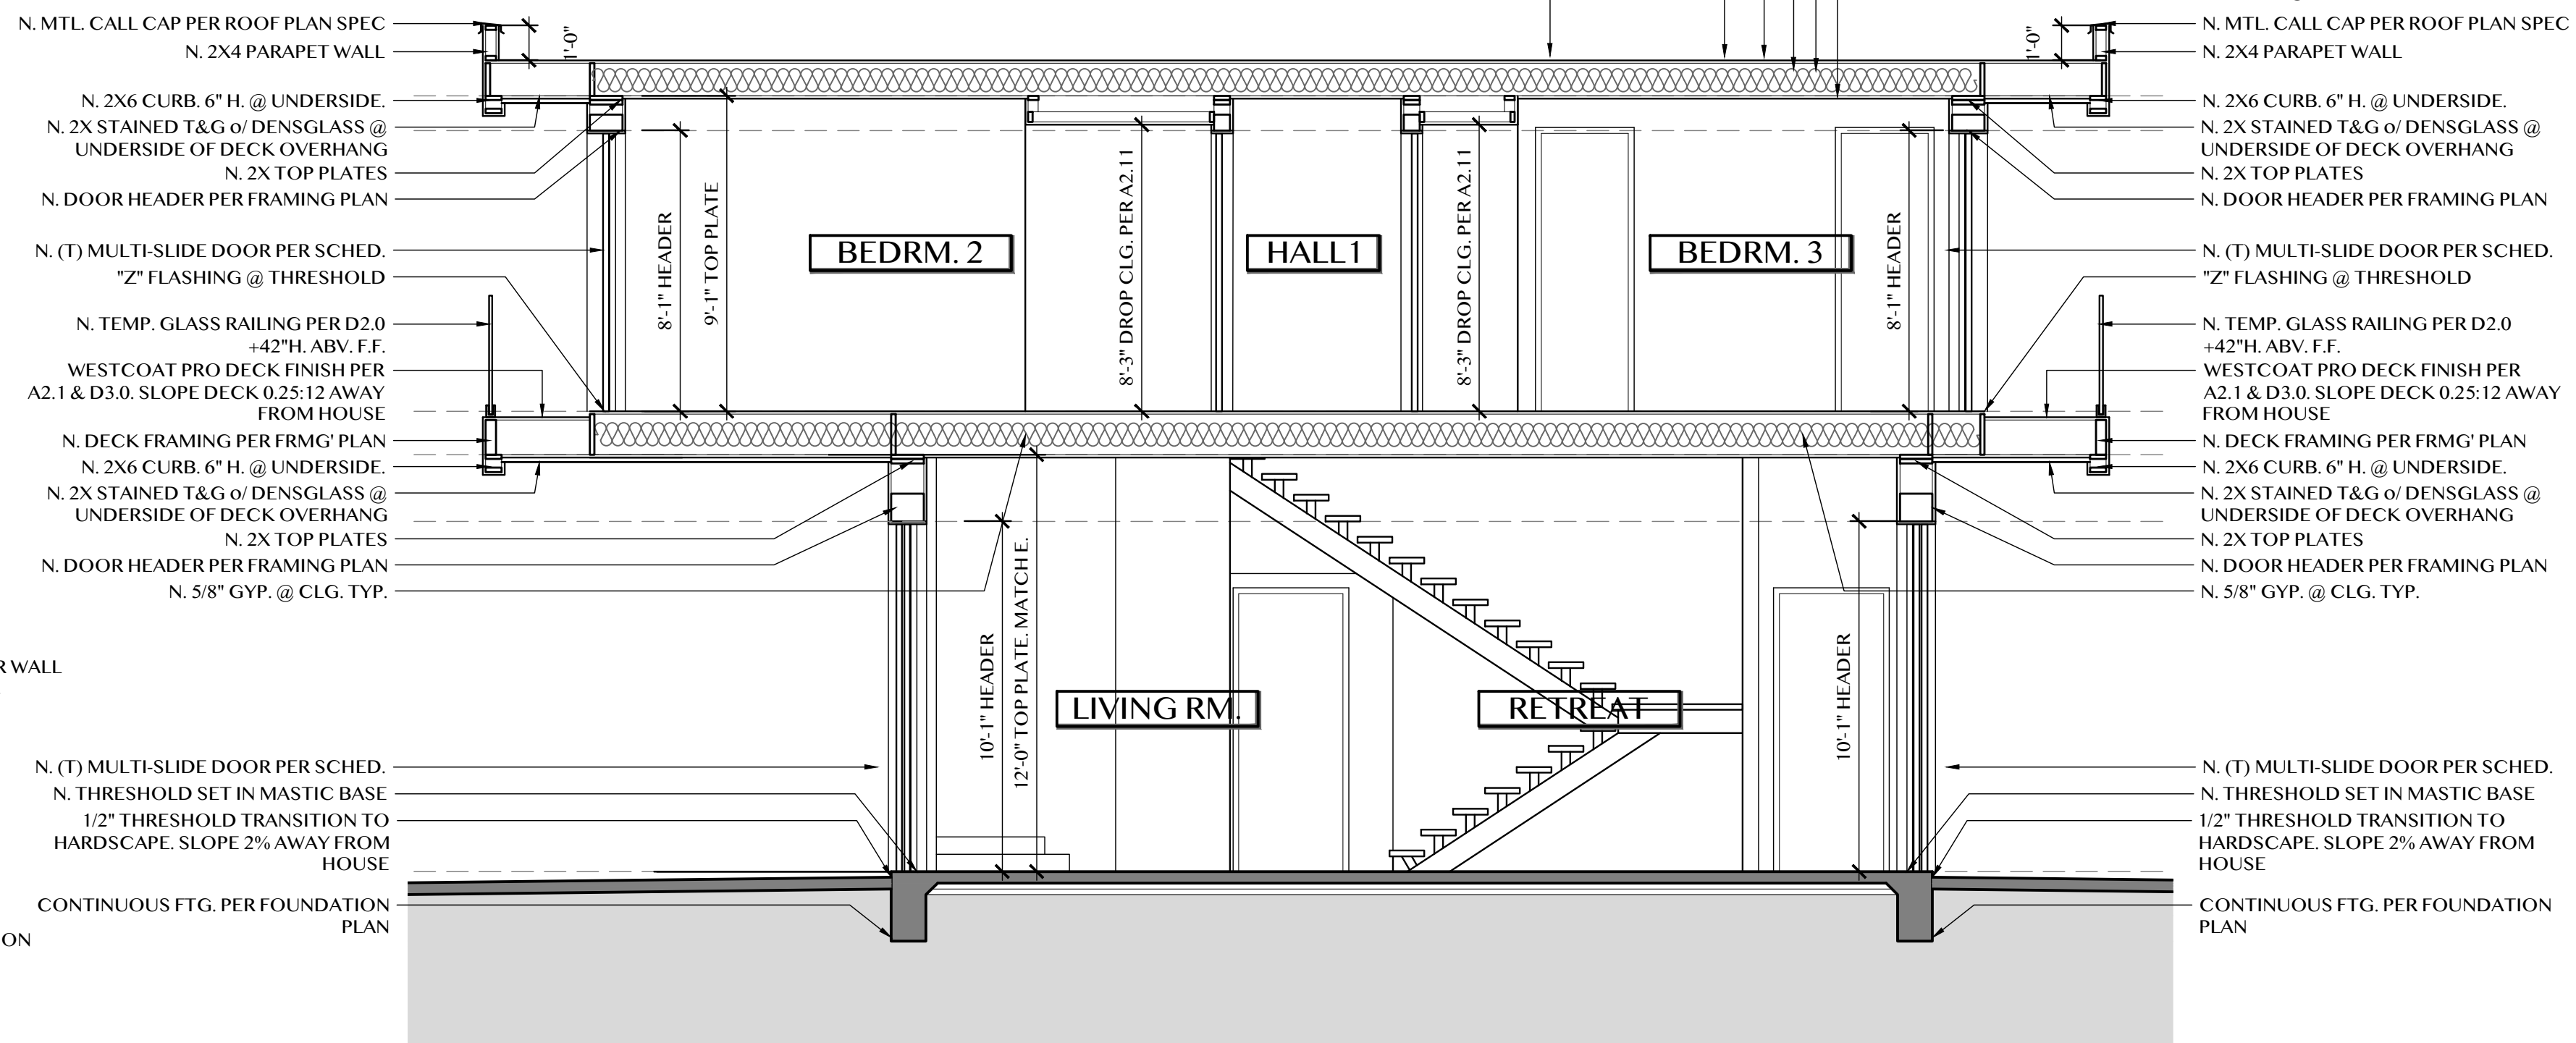 N. MTL. CALL CAP PER ROOF PLAN SPEC
N. 2X4 PARAPET WALL
N. 2X6 CURB. 6" H. @ UNDERSIDE.
N. 2X STAINED T&G o/ DENSGLASS @
UNDERSIDE OF DECK OVERHANG
N. 2X TOP PLATES
N. DOOR HEADER PER FRAMING PLAN
N. (T) MULTI-SLIDE DOOR PER SCHED.
"Z" FLASHING @ THRESHOLD
N. TEMP. GLASS RAILING PER D2.0
+42"H. ABV. F.F.
WESTCOAT PRO DECK FINISH PER
A2.1 & D3.0. SLOPE DECK 0.25:12 AWAY
FROM HOUSE
N. DECK FRAMING PER FRMG' PLAN
N. 2X6 CURB. 6" H. @ UNDERSIDE.
N. 2X STAINED T&G o/ DENSGLASS @
UNDERSIDE OF DECK OVERHANG
N. 2X TOP PLATES
N. DOOR HEADER PER FRAMING PLAN
N. 5/8" GYP. @ CLG. TYP.
R WALL
N. (T) MULTI-SLIDE DOOR PER SCHED.
N. THRESHOLD SET IN MASTIC BASE
1/2" THRESHOLD TRANSITION TO
HARDSCAPE. SLOPE 2% AWAY FROM
HOUSE
CONTINUOUS FTG. PER FOUNDATION
PLAN
ON
1'-0"
8'-1" HEADER
9'-1" TOP PLATE
BEDRM. 2
8'-3" DROP CLG. PER A2.11
HALL 1
8'-3" DROP CLG. PER A2.11
BEDRM. 3
8'-1" HEADER
1'-0"
10'-1" HEADER
12'-0" TOP PLATE. MATCH E.
LIVING RM.
RETREAT
10'-1" HEADER
N. MTL. CALL CAP PER ROOF PLAN SPEC
N. 2X4 PARAPET WALL
N. 2X6 CURB. 6" H. @ UNDERSIDE.
N. 2X STAINED T&G o/ DENSGLASS @
UNDERSIDE OF DECK OVERHANG
N. 2X TOP PLATES
N. DOOR HEADER PER FRAMING PLAN
N. (T) MULTI-SLIDE DOOR PER SCHED.
"Z" FLASHING @ THRESHOLD
N. TEMP. GLASS RAILING PER D2.0
+42"H. ABV. F.F.
WESTCOAT PRO DECK FINISH PER
A2.1 & D3.0. SLOPE DECK 0.25:12 AWAY
FROM HOUSE
N. DECK FRAMING PER FRMG' PLAN
N. 2X6 CURB. 6" H. @ UNDERSIDE.
N. 2X STAINED T&G o/ DENSGLASS @
UNDERSIDE OF DECK OVERHANG
N. 2X TOP PLATES
N. DOOR HEADER PER FRAMING PLAN
N. 5/8" GYP. @ CLG. TYP.
N. (T) MULTI-SLIDE DOOR PER SCHED.
N. THRESHOLD SET IN MASTIC BASE
1/2" THRESHOLD TRANSITION TO
HARDSCAPE. SLOPE 2% AWAY FROM
HOUSE
CONTINUOUS FTG. PER FOUNDATION
PLAN